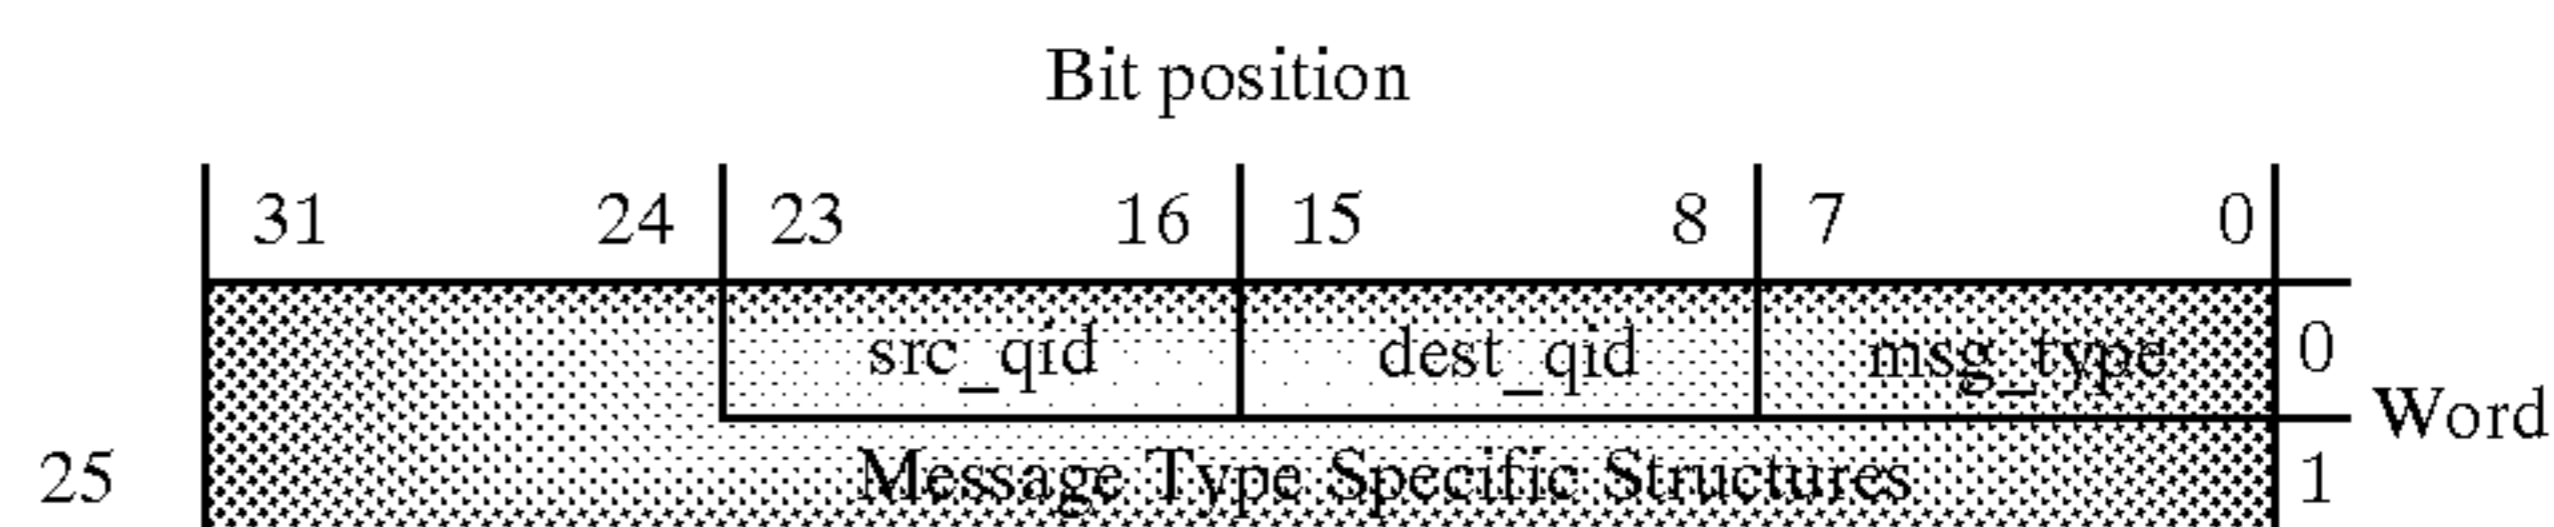 Bit position
31 24 23 16 15 8 7 0
src_qid dest_qid msg_type 0
Word
25 Message Type Specific Structures 1